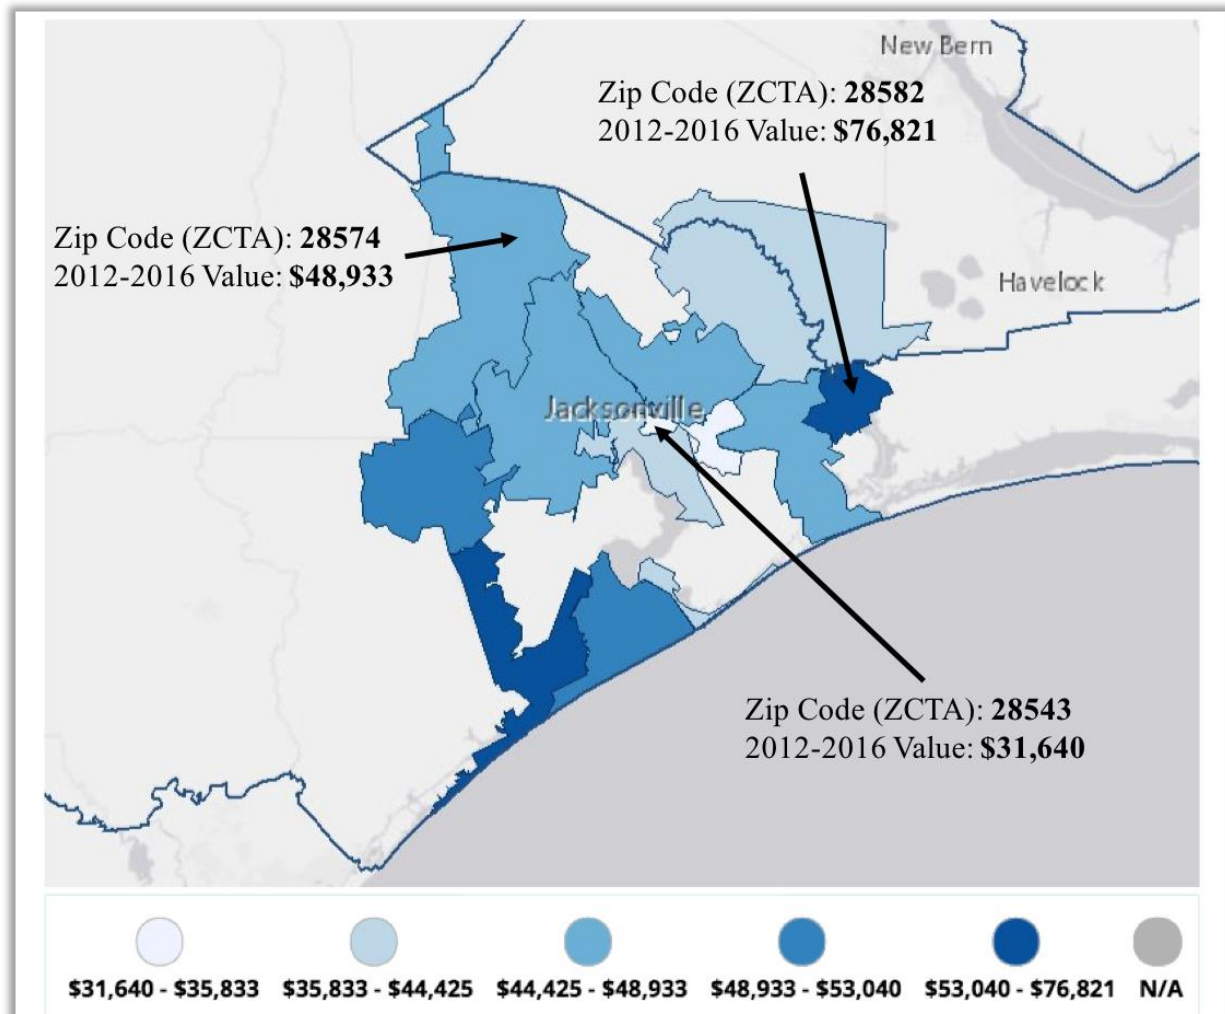 New Bern
Zip Code (ZCTA): 28582
2012-2016 Value: $76,821
Zip Code (ZCTA): 28574
2012-2016 Value: $48,933
Havelock
Jacksonville
Zip Code (ZCTA): 28543
2012-2016 Value: $31,640
$31,640 - $35,833 $35,833 - $44,425 $44,425 - $48,933 $48,933 - $53,040 $53,040 - $76,821 N/A